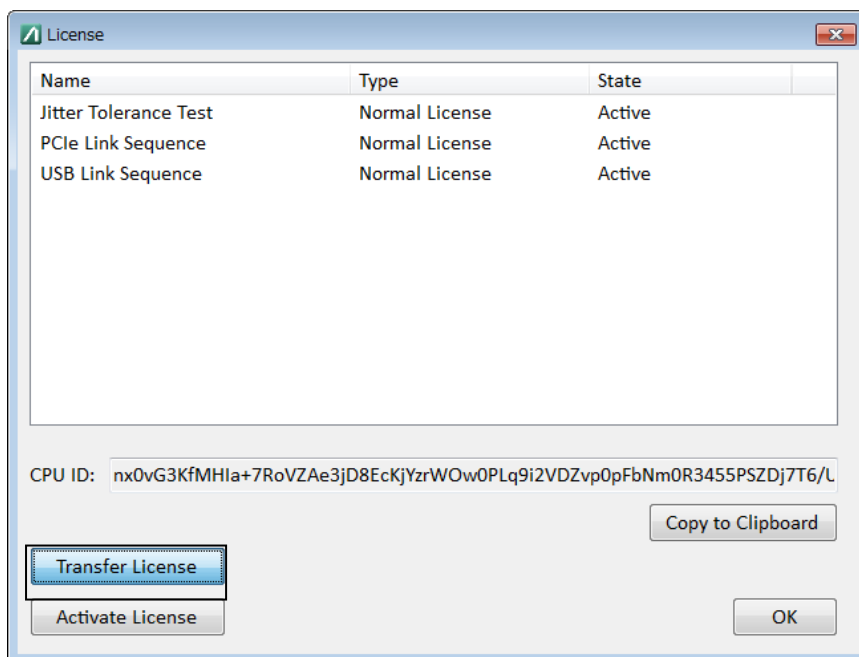 License
Name Type State
Jitter Tolerance Test Normal License Active
PCIe Link Sequence Normal License Active
USB Link Sequence Normal License Active
CPU ID: nx0vG3KfMHIa+7RoVZAe3jD8EcKjYzrWOw0PLq9i2VDZvp0pFbNm0R3455PSZDj7T6/U
Copy to Clipboard
Transfer License
Activate License OK